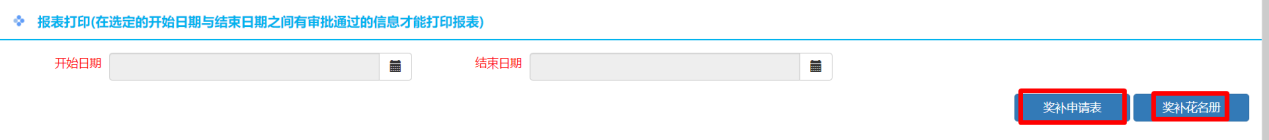 报表打印(在选定的开始日期与结束日期之间有审批通过的信息才能打印报表)
开始日期 结束日期
奖补申请表 奖补花名册